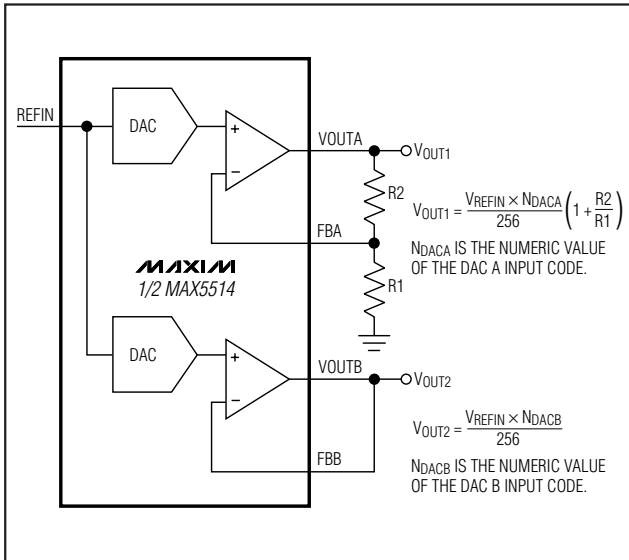 REFIN
DAC
+
−
VOUTA
VOUT1
R2
FBA
R1
VOUT1 = VREFIN × NDACA / 256 (1 + R2/R1)
NDACA IS THE NUMERIC VALUE
OF THE DAC A INPUT CODE.
MAXIM
1/2 MAX5514
DAC
+
−
VOUTB
VOUT2
FBB
VOUT2 = VREFIN × NDACB / 256
NDACB IS THE NUMERIC VALUE
OF THE DAC B INPUT CODE.